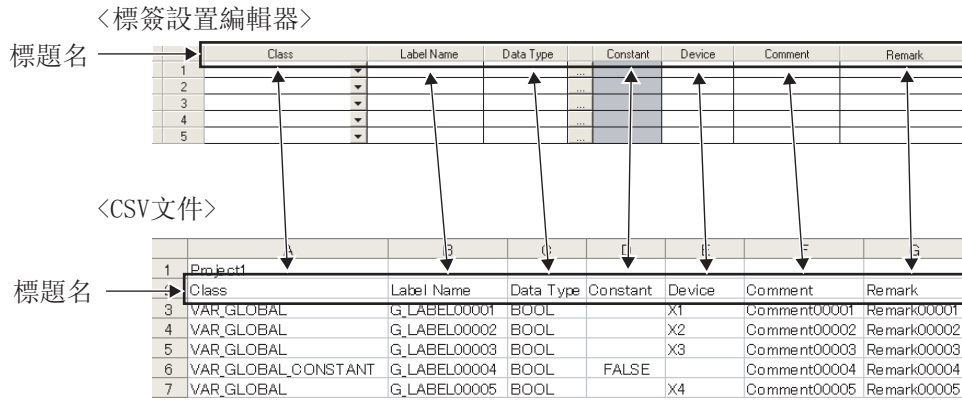 <標簽設置編輯器>
標題名
Class Label Name Data Type Constant Device Comment Remark
1 ...
2 ...
3 ...
4 ...
5 ...
<CSV文件>
A B C D E F G
1 Project1
標題名
2 Class Label Name Data Type Constant Device Comment Remark
3 VAR_GLOBAL G_LABEL00001 BOOL X1 Comment00001 Remark00001
4 VAR_GLOBAL G_LABEL00002 BOOL X2 Comment00002 Remark00002
5 VAR_GLOBAL G_LABEL00003 BOOL X3 Comment00003 Remark00003
6 VAR_GLOBAL_CONSTANT G_LABEL00004 BOOL FALSE Comment00004 Remark00004
7 VAR_GLOBAL G_LABEL00005 BOOL X4 Comment00005 Remark00005